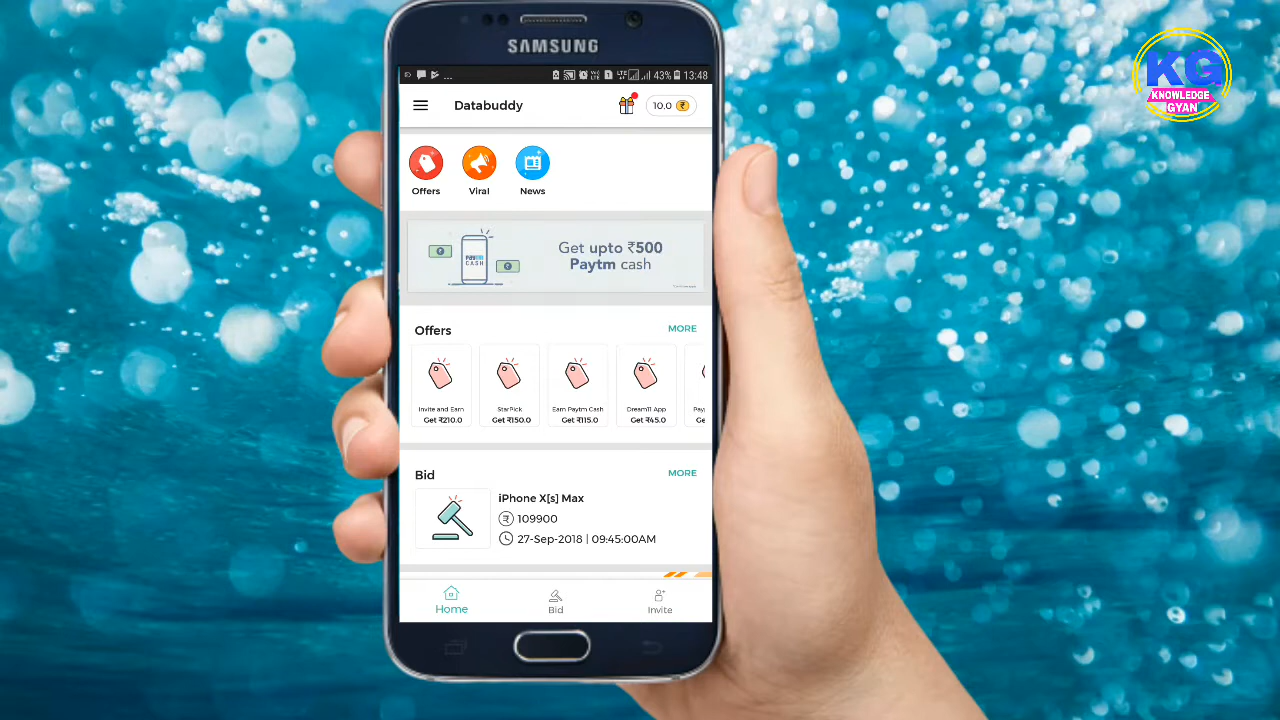 SAMSUNG
KG
KNOWLEDGE
GYAN
... 43% 13:48
Databuddy
10.0 ₹
Offers
Viral
News
PAYTM
CASH
Get upto ₹500
Paytm cash
Offers
MORE
Invite and Earn
Get ₹210.0
StarPick
Get ₹150.0
Earn Paytm Cash
Get ₹115.0
Dream11 App
Get ₹45.0
Bid
MORE
iPhone X[s] Max
₹ 109900
27-Sep-2018 | 09:45:00AM
Home
Bid
Invite